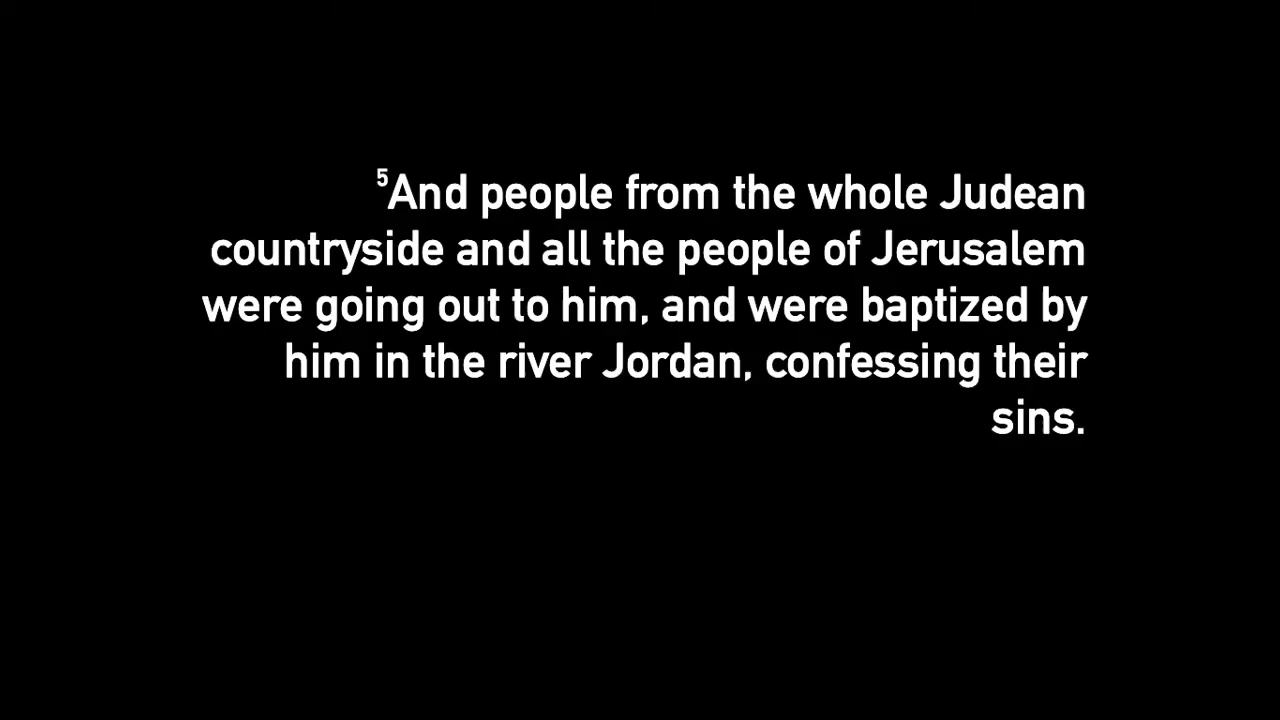 ⁵And people from the whole Judean
countryside and all the people of Jerusalem
were going out to him, and were baptized by
him in the river Jordan, confessing their
sins.